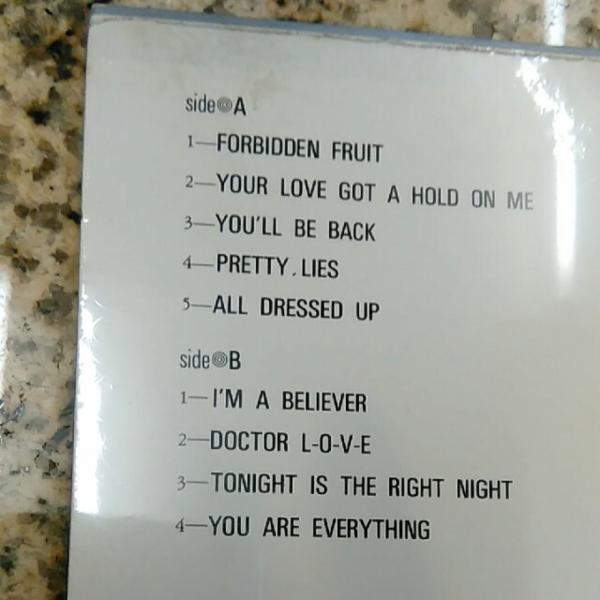 side◎A
1—FORBIDDEN FRUIT
2—YOUR LOVE GOT A HOLD ON ME
3—YOU'LL BE BACK
4—PRETTY.LIES
5—ALL DRESSED UP
side◎B
1—I'M A BELIEVER
2—DOCTOR L-O-V-E
3—TONIGHT IS THE RIGHT NIGHT
4—YOU ARE EVERYTHING